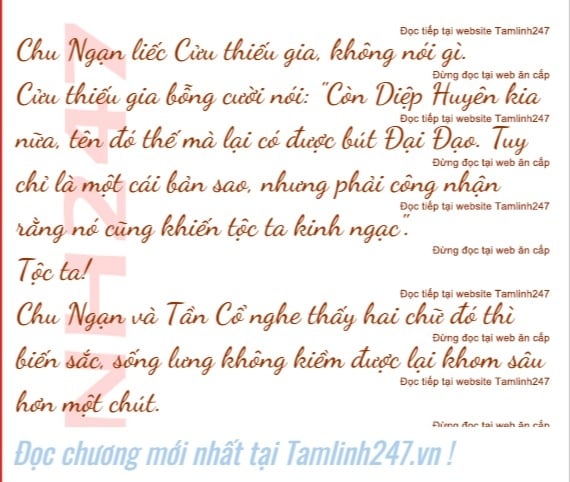 Đọc tiếp tại website Tamlinh247
Chu Ngạn liếc Cửu thiếu gia, không nói gì.
Đừng đọc tại web ăn cắp
Cửu thiếu gia bỗng cười nói: "Còn Diệp Huyên kia
Đọc tiếp tại website Tamlinh247
nữa, tên đó thế mà lại có được bút Đại Đạo. Tuy
Đừng đọc tại web ăn cắp
chỉ là một cái bản sao, nhưng phải công nhận
Đọc tiếp tại website Tamlinh247
rằng nó cũng khiến tộc ta kinh ngạc".
Đừng đọc tại web ăn cắp
Tộc ta!
Đọc tiếp tại website Tamlinh247
Chu Ngạn và Tần Cổ nghe thấy hai chữ đó thì
Đừng đọc tại web ăn cắp
biến sắc, sống lưng không kiềm được lại khom sâu
Đọc tiếp tại website Tamlinh247
hơn một chút.
Đừng đọc tại web ăn cắp
NH247
Đọc chương mới nhất tại Tamlinh247.vn !